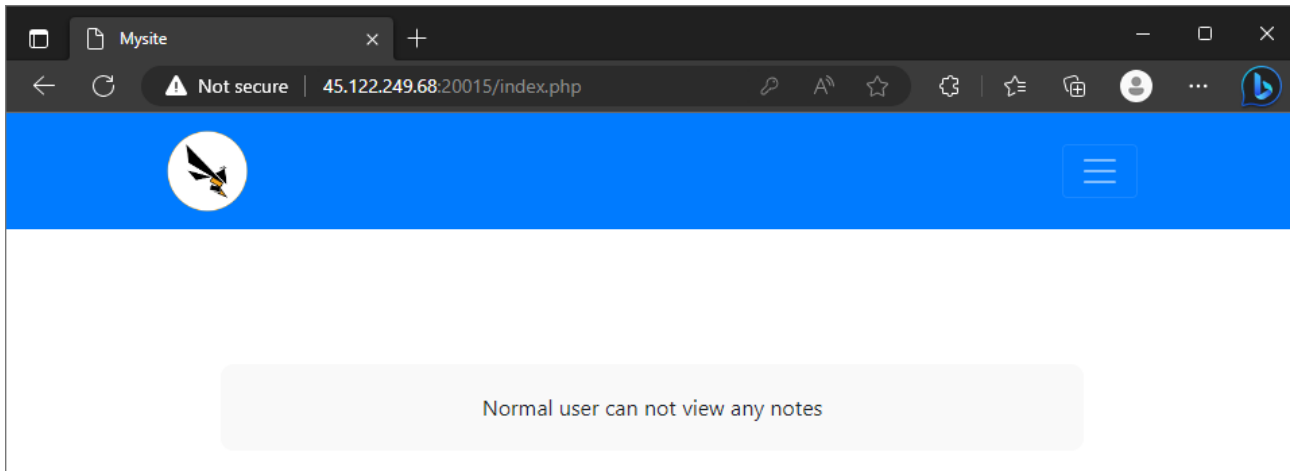 Mysite
Not secure 45.122.249.68:20015/index.php
Normal user can not view any notes